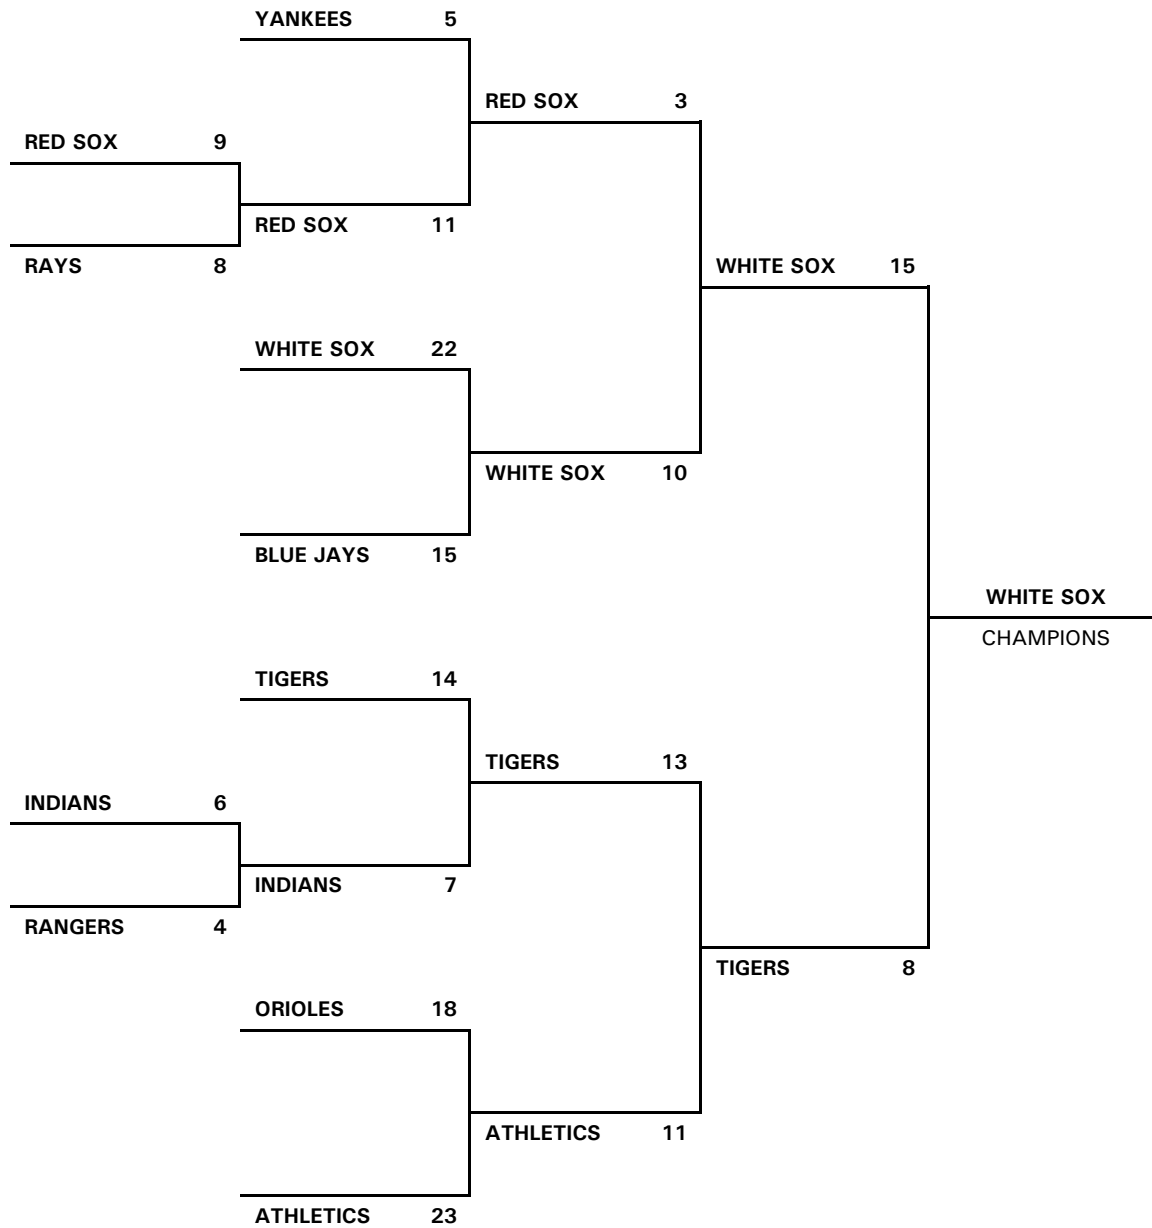 YANKEES 5
RED SOX 3
RED SOX 9
RED SOX 11
RAYS 8
WHITE SOX 15
WHITE SOX 22
WHITE SOX 10
BLUE JAYS 15
WHITE SOX
CHAMPIONS
TIGERS 14
TIGERS 13
INDIANS 6
INDIANS 7
RANGERS 4
TIGERS 8
ORIOLES 18
ATHLETICS 11
ATHLETICS 23